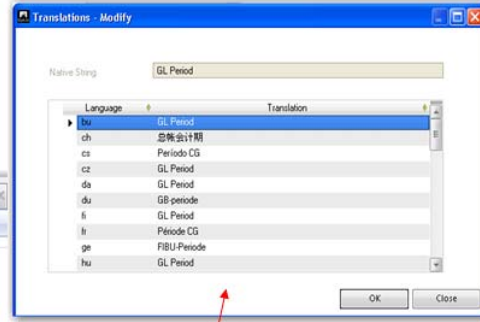 Translations - Modify
Native String
GL Period
Language Translation
bu GL Period
ch 总帐会计期
cs Período CG
cz GL Period
da GL Period
du GB-periode
fi GL Period
fr Période CG
ge FIBU-Periode
hu GL Period
OK Close